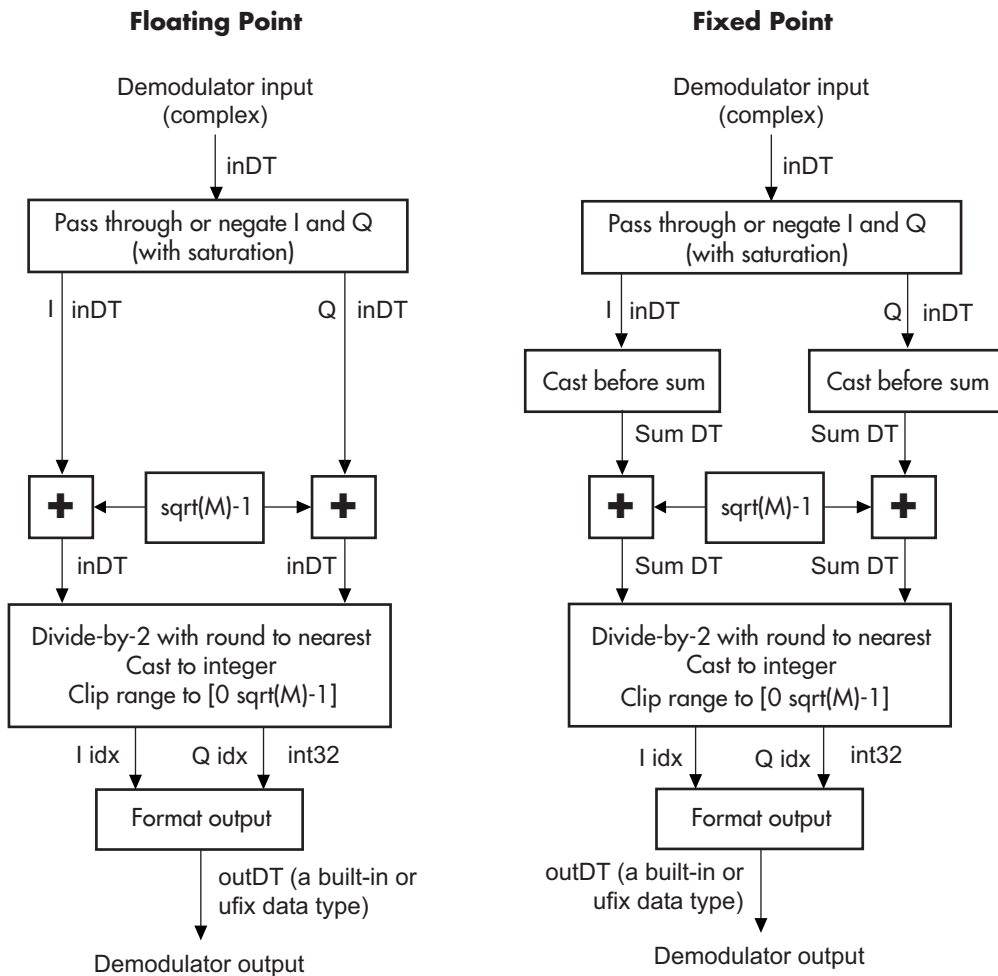 Floating Point
Demodulator input
(complex)
inDT
Pass through or negate I and Q
(with saturation)
I
inDT
Q
inDT
+
sqrt(M)-1
+
inDT
inDT
Divide-by-2 with round to nearest
Cast to integer
Clip range to [0 sqrt(M)-1]
I idx
Q idx
int32
Format output
outDT (a built-in or
ufix data type)
Demodulator output
Fixed Point
Demodulator input
(complex)
inDT
Pass through or negate I and Q
(with saturation)
I
inDT
Q
inDT
Cast before sum
Cast before sum
Sum DT
Sum DT
+
sqrt(M)-1
+
Sum DT
Sum DT
Divide-by-2 with round to nearest
Cast to integer
Clip range to [0 sqrt(M)-1]
I idx
Q idx
int32
Format output
outDT (a built-in or
ufix data type)
Demodulator output